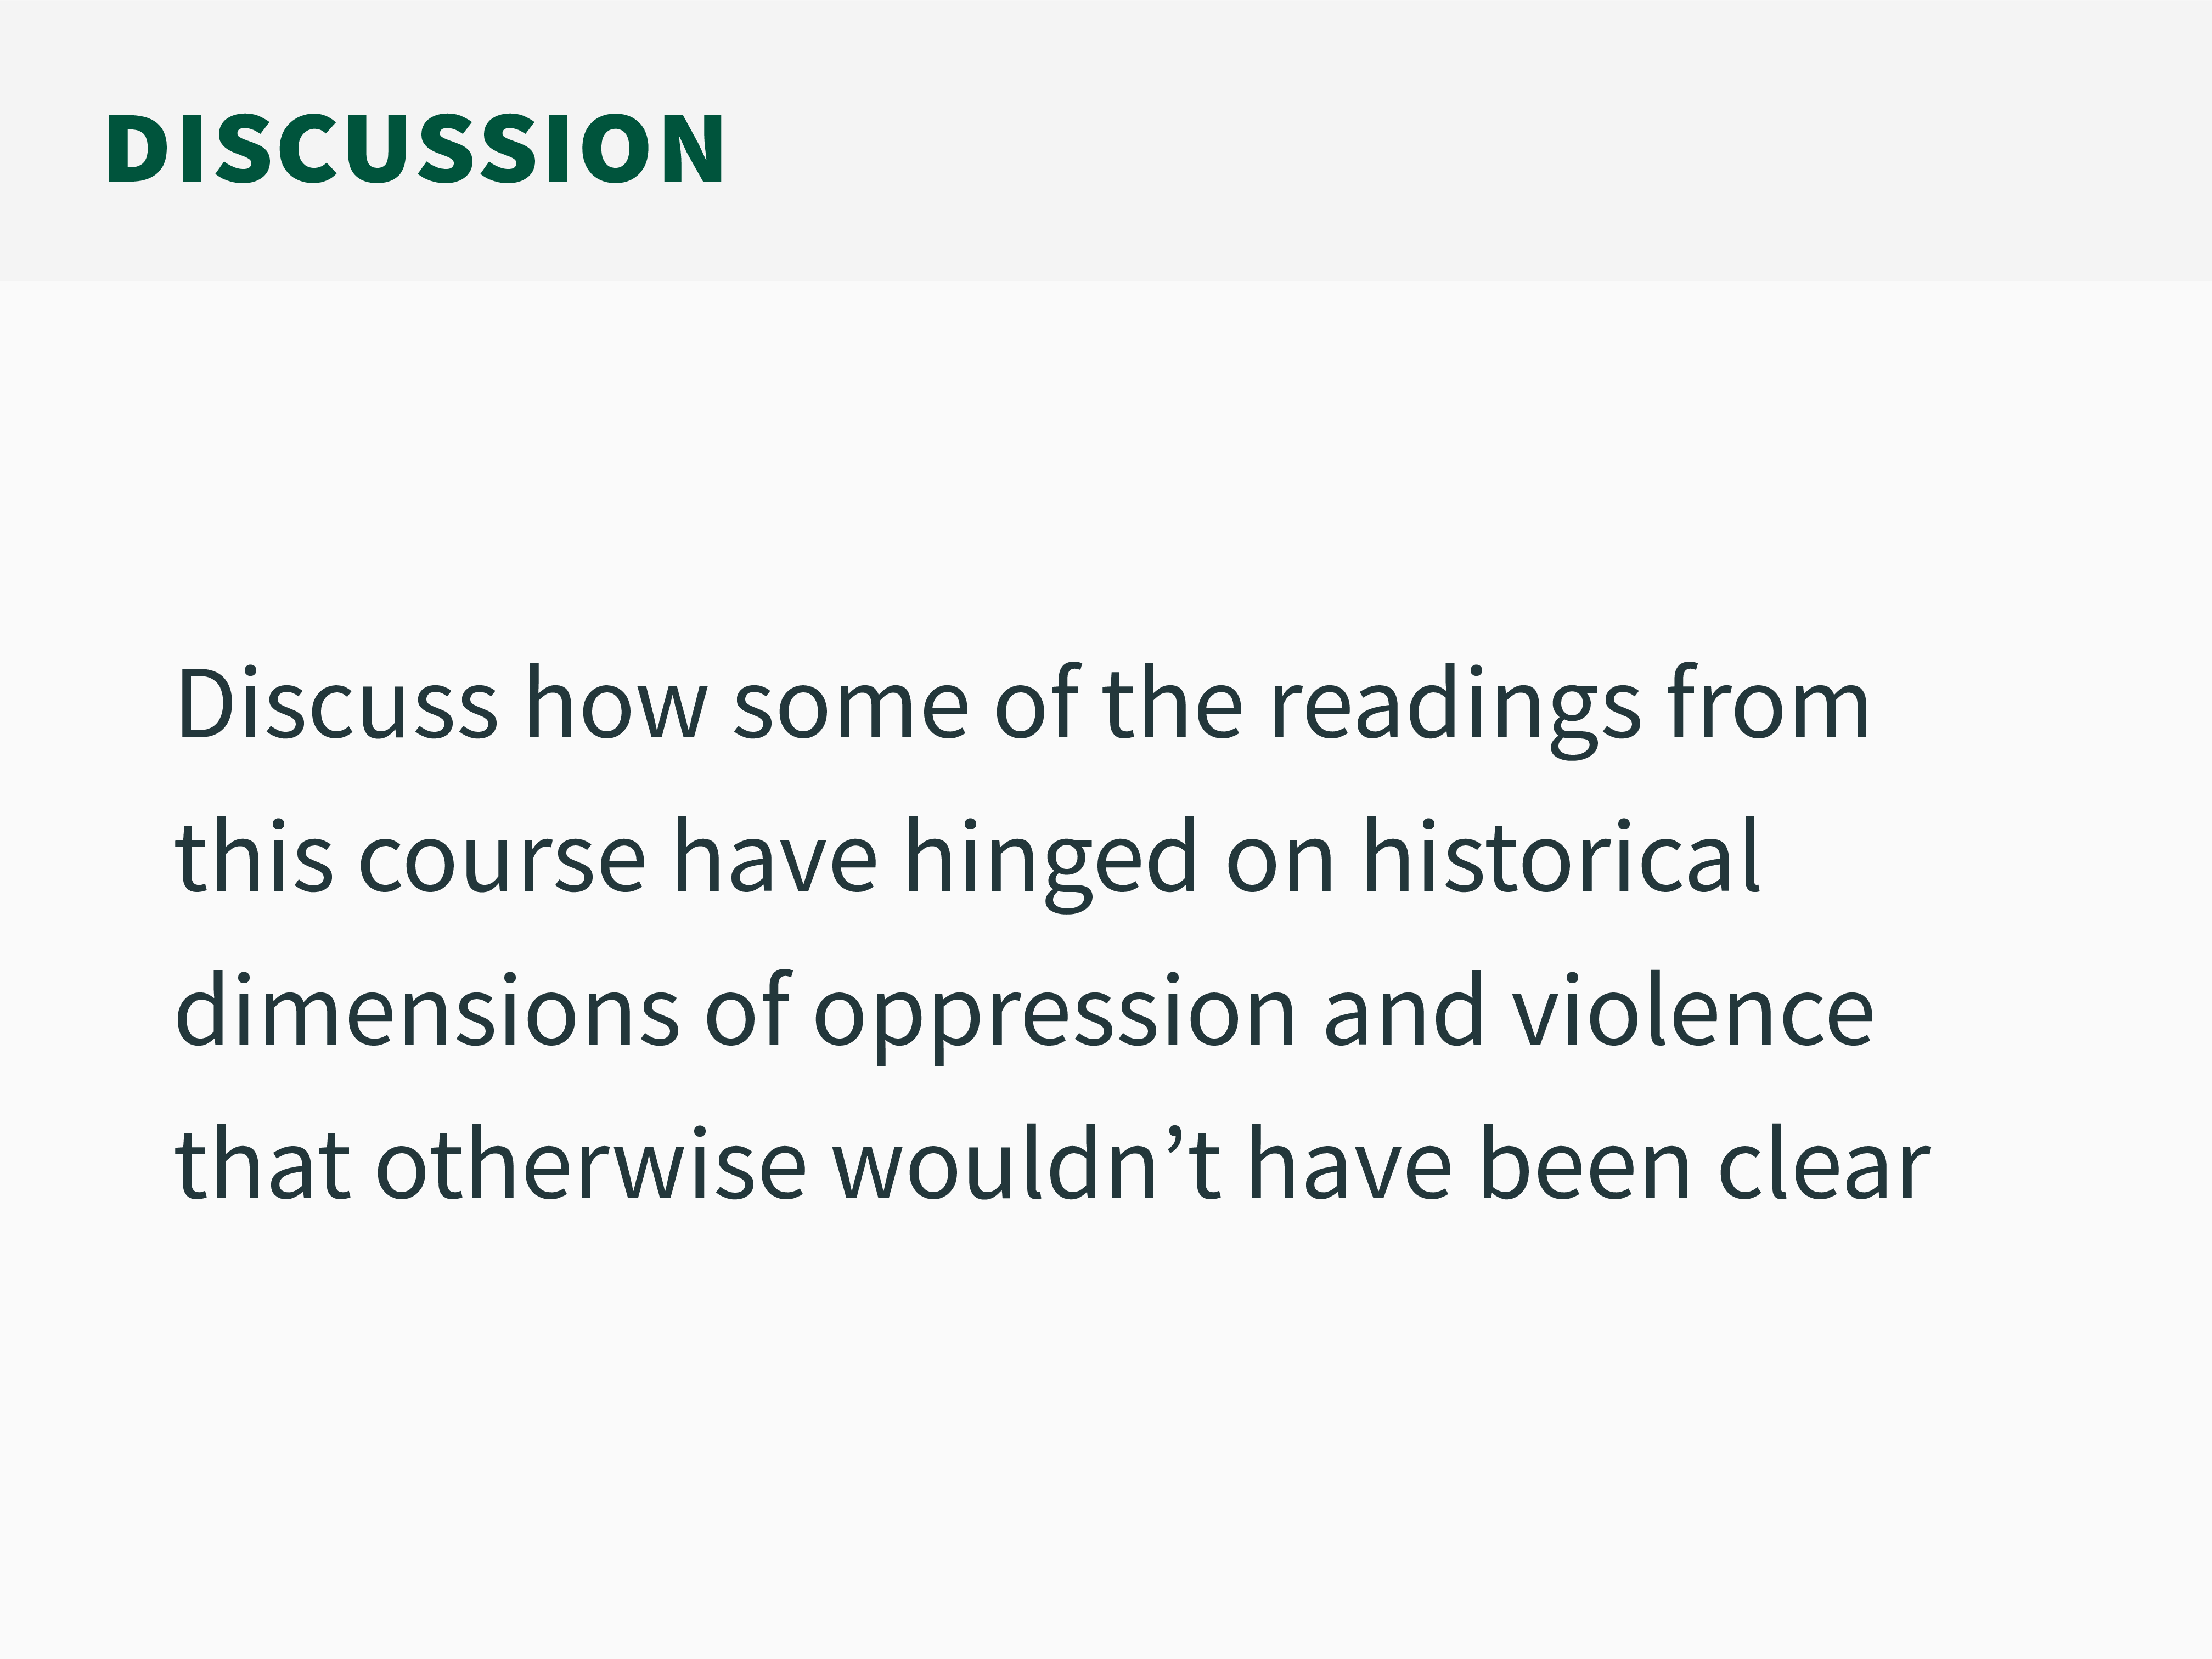 DISCUSSION
Discuss how some of the readings from
this course have hinged on historical
dimensions of oppression and violence
that otherwise wouldn’t have been clear